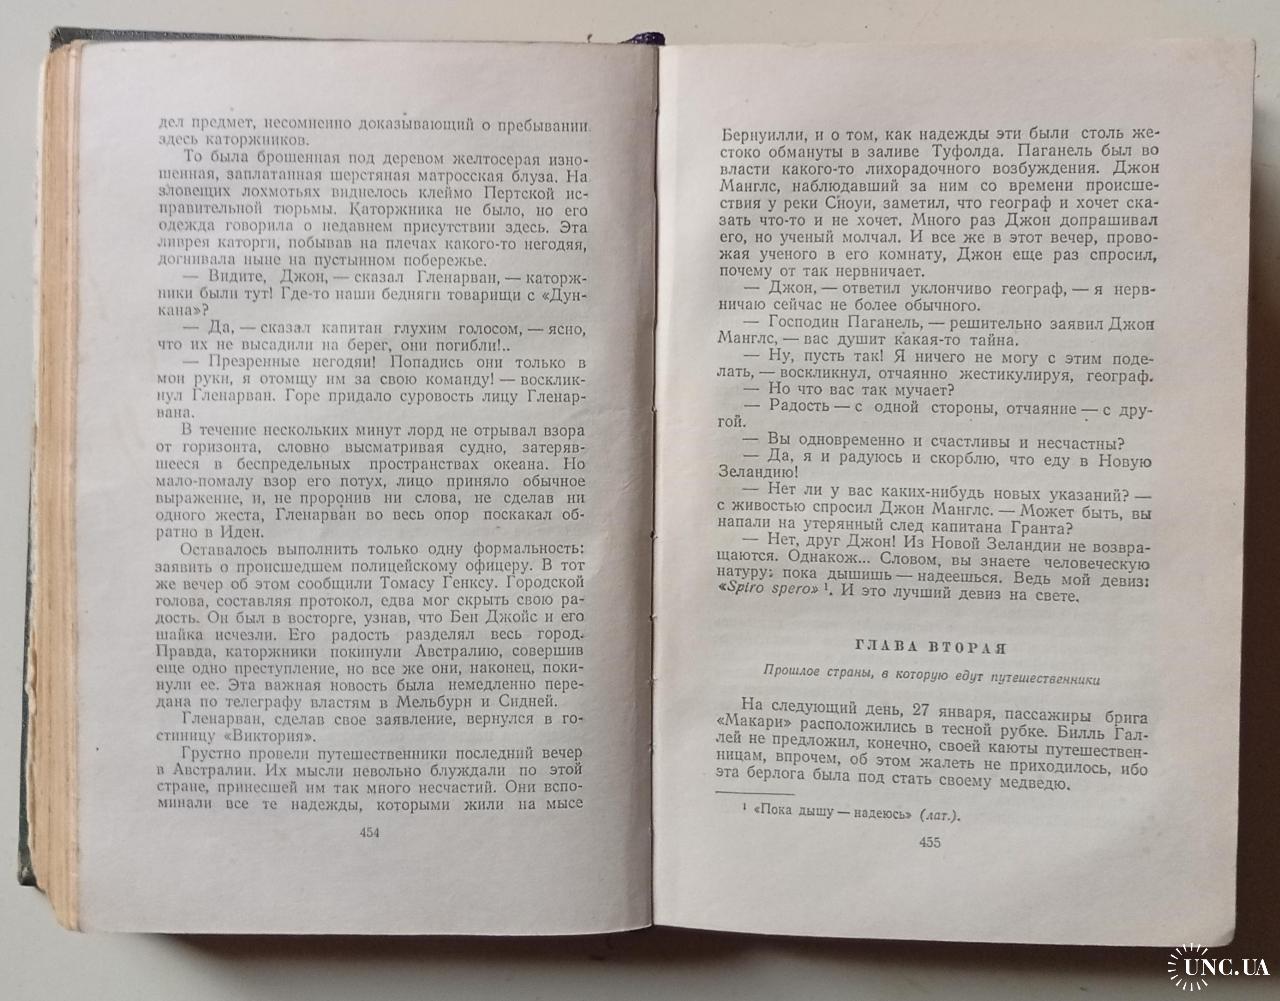 дел предмет, несомненно доказывающий о пребывании
здесь каторжников.
То была брошенная под деревом желтосерая изно-
шенная, заплатанная шерстяная матросская блуза. На
зловещих лохмотьях виднелось клеймо Пертской ис-
правительной тюрьмы. Каторжника не было, но его
одежда говорила о недавнем присутствии здесь. Эта
ливрея каторги, побывав на плечах какого-то негодяя,
догнивала ныне на пустынном побережье.
— Видите, Джон, — сказал Гленарван, — каторж-
ники были тут! Где-то наши бедняги товарищи с «Дун-
кана»?
— Да, — сказал капитан глухим голосом, — ясно,
что их не высадили на берег, они погибли!..
— Презренные негодяи! Попадись они только в
мои руки, я отомщу им за свою команду! — восклик-
нул Гленарван. Горе придало суровость лицу Гленар-
вана.
В течение нескольких минут лорд не отрывал взора
от горизонта, словно высматривая судно, затеряв-
шееся в беспредельных пространствах океана. Но
мало-помалу взор его потух, лицо приняло обычное
выражение, и, не проронив ни слова, не сделав ни
одного жеста, Гленарван во весь опор поскакал об-
ратно в Иден.
Оставалось выполнить только одну формальность:
заявить о происшедшем полицейскому офицеру. В тот
же вечер об этом сообщили Томасу Генксу. Городской
голова, составляя протокол, едва мог скрыть свою ра-
дость. Он был в восторге, узнав, что Бен Джойс и его
шайка исчезли. Его радость разделял весь город.
Правда, каторжники покинули Австралию, совершив
еще одно преступление, но все же они, наконец, поки-
нули ее. Эта важная новость была немедленно пере-
дана по телеграфу властям в Мельбурн и Сидней.
Гленарван, сделав свое заявление, вернулся в го-
стиницу «Виктория».
Грустно провели путешественники последний вечер
в Австралии. Их мысли невольно блуждали по этой
стране, принесшей им так много несчастий. Они вспо-
минали все те надежды, которыми жили на мысе
454
Бернуилли, и о том, как надежды эти были столь же-
стоко обмануты в заливе Туфолда. Паганель был во
власти какого-то лихорадочного возбуждения. Джон
Манглс, наблюдавший за ним со времени происше-
ствия у реки Сноуи, заметил, что географ и хочет ска-
зать что-то и не хочет. Много раз Джон допрашивал
его, но ученый молчал. И все же в этот вечер, прово-
жая ученого в его комнату, Джон еще раз спросил,
почему от так нервничает.
— Джон, — ответил уклончиво географ, — я нерв-
ничаю сейчас не более обычного.
— Господин Паганель, — решительно заявил Джон
Манглс, — вас душит какая-то тайна.
— Ну, пусть так! Я ничего не могу с этим поде-
лать, — воскликнул, отчаянно жестикулируя, географ.
— Но что вас так мучает?
— Радость — с одной стороны, отчаяние — с дру-
гой.
— Вы одновременно и счастливы и несчастны?
— Да, я и радуюсь и скорблю, что еду в Новую
Зеландию!
— Нет ли у вас каких-нибудь новых указаний? —
с живостью спросил Джон Манглс. — Может быть, вы
напали на утерянный след капитана Гранта?
— Нет, друг Джон! Из Новой Зеландии не возвра-
щаются. Однакож... Словом, вы знаете человеческую
натуру: пока дышишь — надеешься. Ведь мой девиз:
«Spiro spero» ¹. И это лучший девиз на свете.
ГЛАВА ВТОРАЯ
Прошлое страны, в которую едут путешественники
На следующий день, 27 января, пассажиры брига
«Макари» расположились в тесной рубке. Билль Гал-
лей не предложил, конечно, своей каюты путешествен-
ницам, впрочем, об этом жалеть не приходилось, ибо
эта берлога была под стать своему медведю.
¹ «Пока дышу — надеюсь» (лат.).
455
UNC.UA